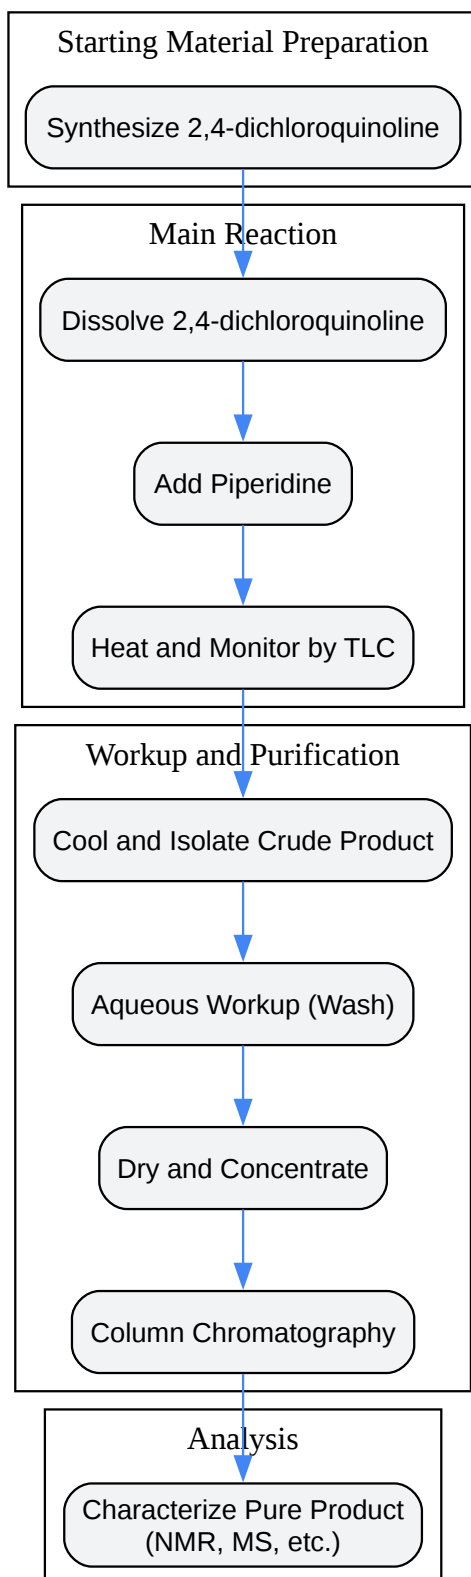 Starting Material Preparation
Synthesize 2,4-dichloroquinoline
Main Reaction
Dissolve 2,4-dichloroquinoline
Add Piperidine
Heat and Monitor by TLC
Workup and Purification
Cool and Isolate Crude Product
Aqueous Workup (Wash)
Dry and Concentrate
Column Chromatography
Analysis
Characterize Pure Product
(NMR, MS, etc.)